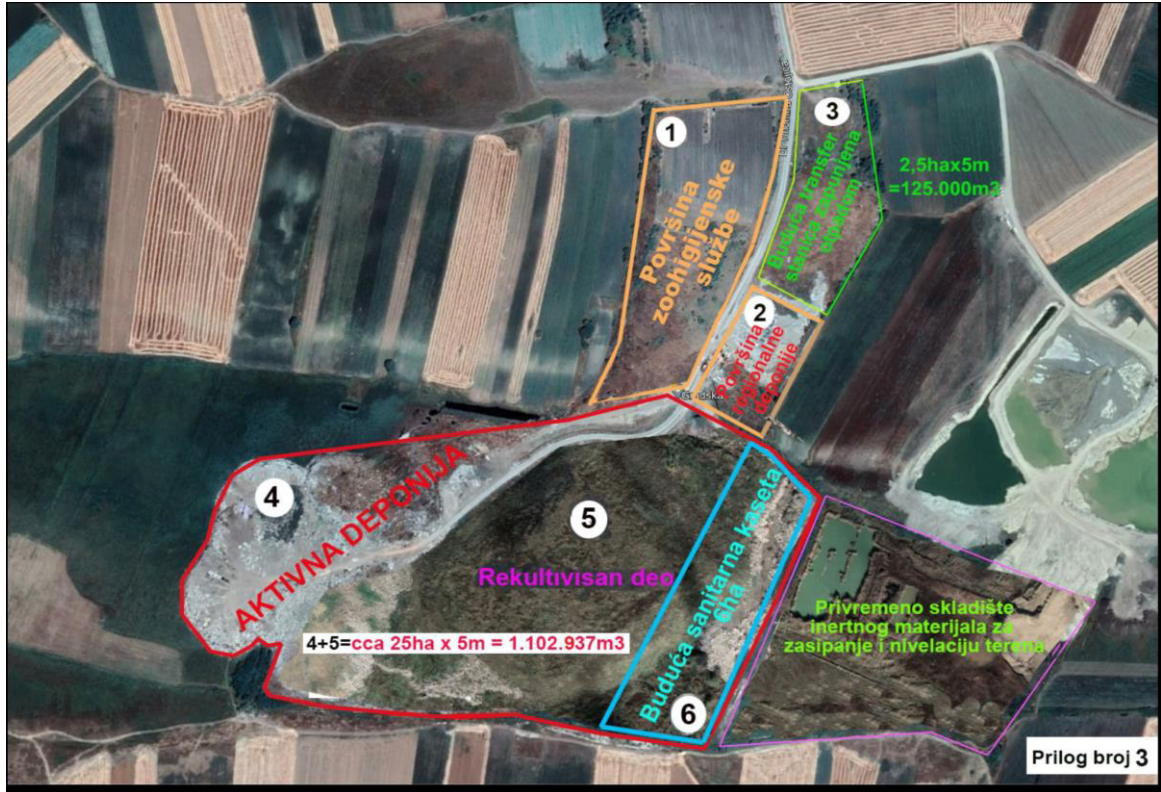 1
Površina
zoohigijenske
službe
3
Buduća transfer
stanica zapunjena
otpadom
2,5hax5m
=125.000m3
2
Površina
regionalne
deponije
4
AKTIVNA DEPONIJA
5
Rekultivisan deo
4+5=cca 25ha x 5m = 1.102.937m3
Buduća sanitarna kaseta
6ha
6
Privremeno skladište
inertnog materijala za
zasipanje i nivelaciju terena
Prilog broj 3